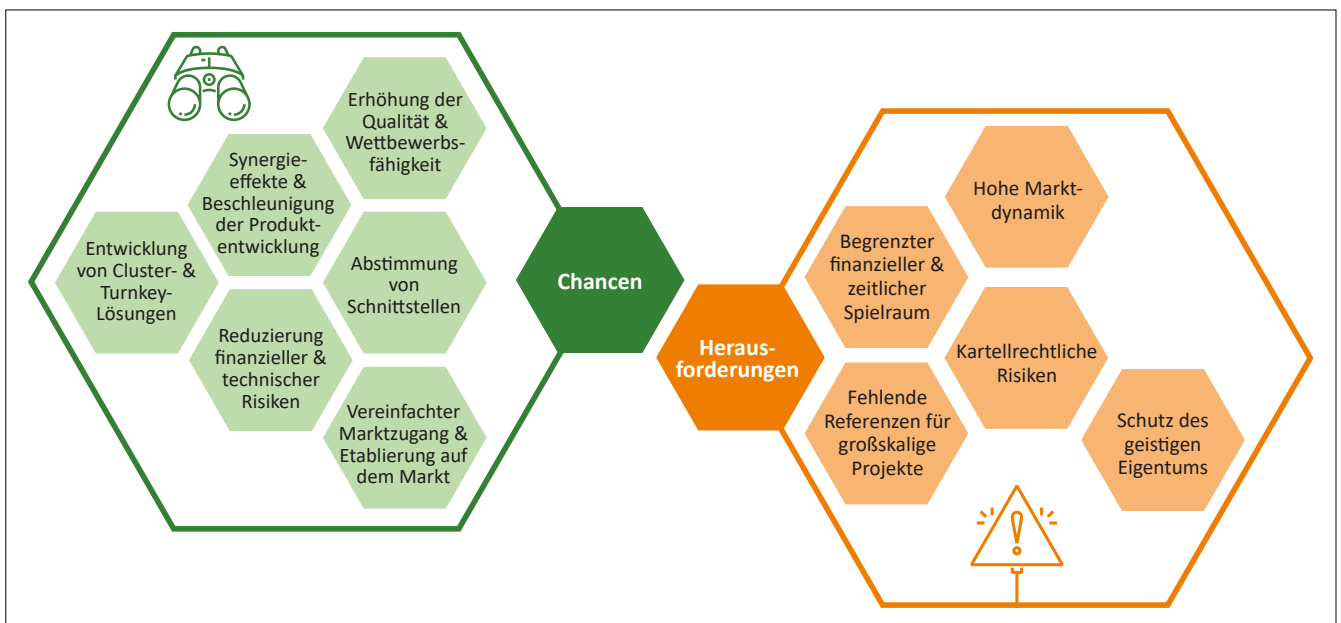 Erhöhung der
Qualität &
Wettbewerbs-
fähigkeit
Synergie-
effekte &
Beschleunigung
der Produkt-
entwicklung
Entwicklung
von Cluster- &
Turnkey-
Lösungen
Abstimmung
von
Schnittstellen
Reduzierung
finanzieller &
technischer
Risiken
Vereinfachter
Marktzugang &
Etablierung auf
dem Markt
Chancen
Heraus-
forderungen
Hohe Markt-
dynamik
Begrenzter
finanzieller &
zeitlicher
Spielraum
Kartellrechtliche
Risiken
Fehlende
Referenzen für
großskalige
Projekte
Schutz des
geistigen
Eigentums